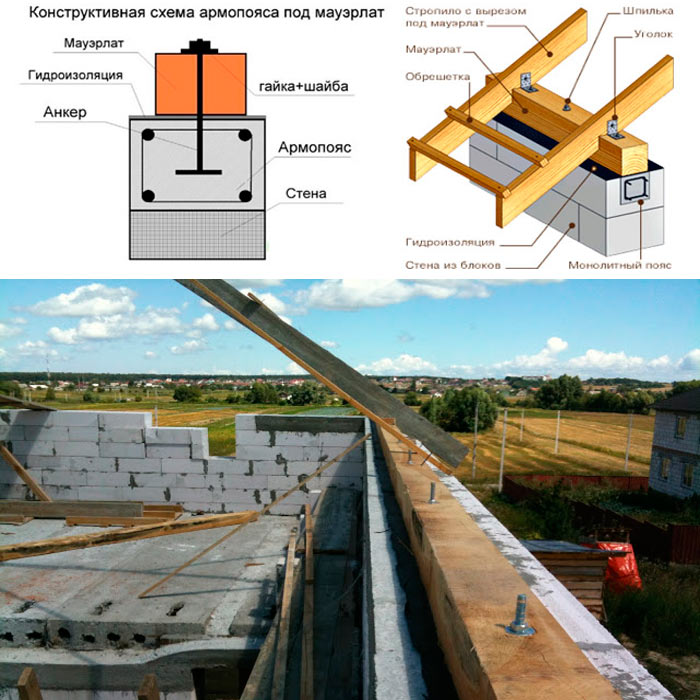 Конструктивная схема армопояса под мауэрлат
Мауэрлат
Гидроизоляция
Анкер
гайка+шайба
Армопояс
Стена
Стропило с вырезом
под мауэрлат
Мауэрлат
Обрешетка
Шпилька
Уголок
Гидроизоляция
Стена из блоков
Монолитный пояс